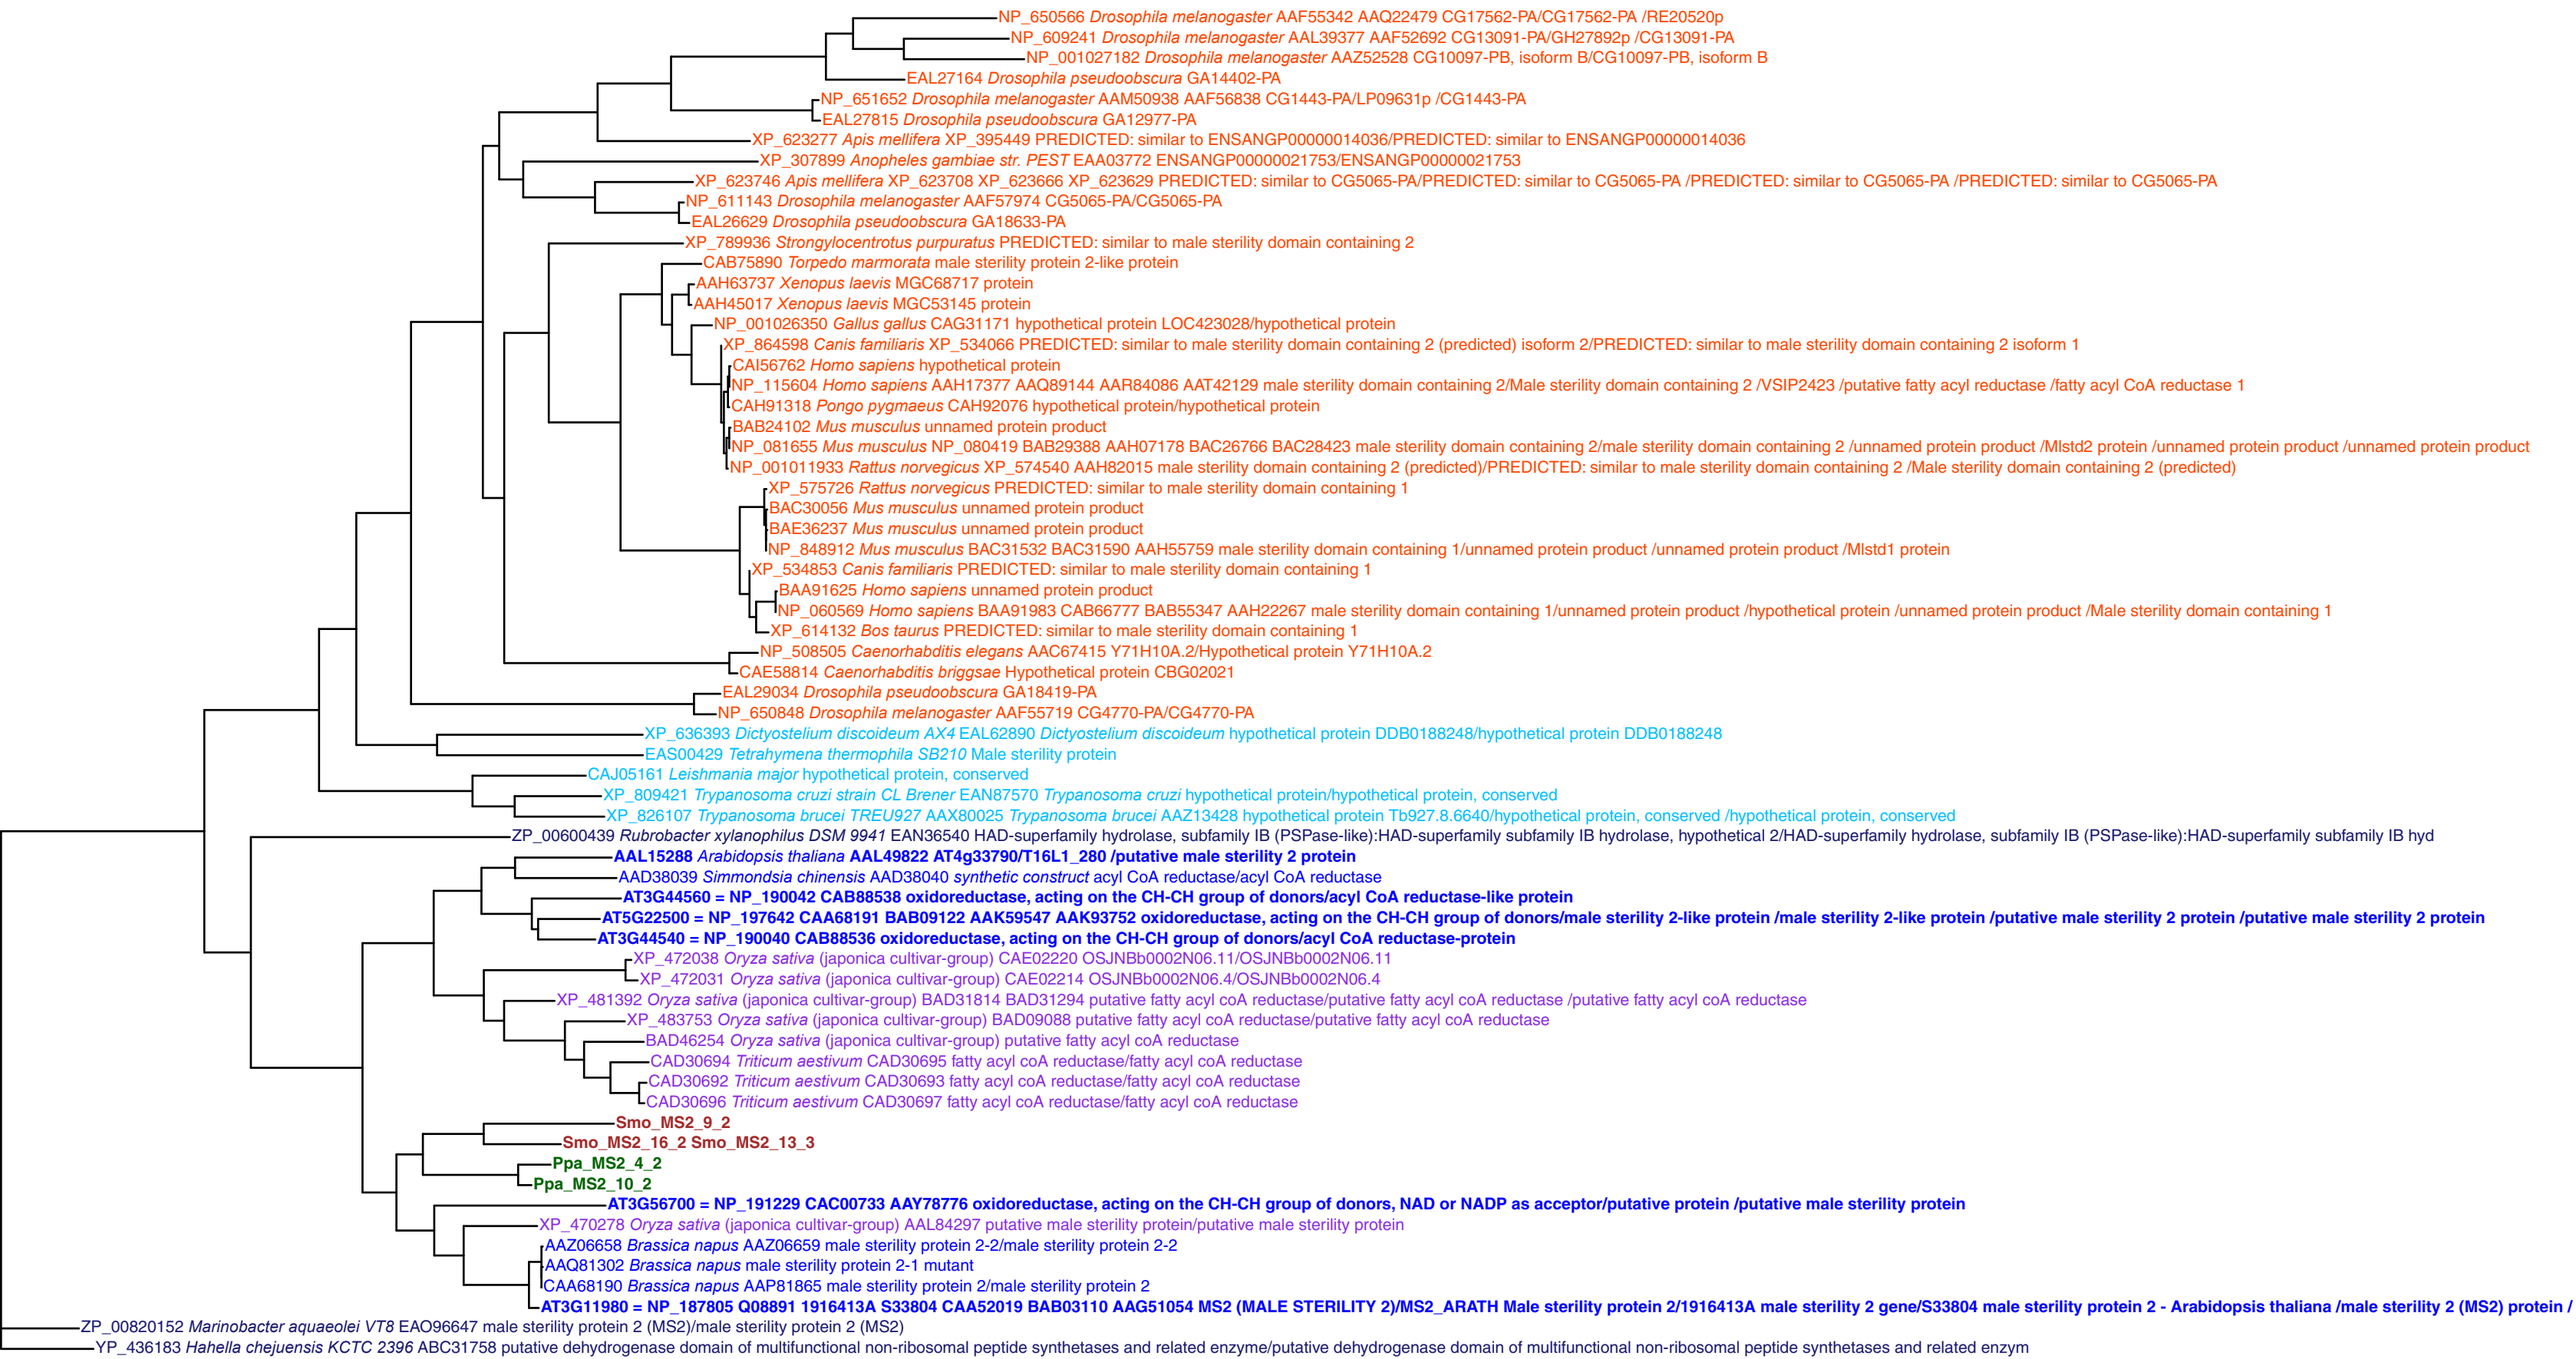 NP_650566 Drosophila melanogaster AAF55342 AAQ22479 CG17562-PA/CG17562-PA /RE20520p
NP_609241 Drosophila melanogaster AAL39377 AAF52692 CG13091-PA/GH27892p /CG13091-PA
NP_001027182 Drosophila melanogaster AAZ52528 CG10097-PB, isoform B/CG10097-PB, isoform B
EAL27164 Drosophila pseudoobscura GA14402-PA
NP_651652 Drosophila melanogaster AAM50938 AAF56838 CG1443-PA/LP09631p /CG1443-PA
EAL27815 Drosophila pseudoobscura GA12977-PA
XP_623277 Apis mellifera XP_395449 PREDICTED: similar to ENSANGP00000014036/PREDICTED: similar to ENSANGP00000014036
XP_307899 Anopheles gambiae str. PEST EAA03772 ENSANGP00000021753/ENSANGP00000021753
XP_623746 Apis mellifera XP_623708 XP_623666 XP_623629 PREDICTED: similar to CG5065-PA/PREDICTED: similar to CG5065-PA /PREDICTED: similar to CG5065-PA /PREDICTED: similar to CG5065-PA
NP_611143 Drosophila melanogaster AAF57974 CG5065-PA/CG5065-PA
EAL26629 Drosophila pseudoobscura GA18633-PA
XP_789936 Strongylocentrotus purpuratus PREDICTED: similar to male sterility domain containing 2
CAB75890 Torpedo marmorata male sterility protein 2-like protein
AAH63737 Xenopus laevis MGC68717 protein
AAH45017 Xenopus laevis MGC53145 protein
NP_001026350 Gallus gallus CAG31171 hypothetical protein LOC423028/hypothetical protein
XP_864598 Canis familiaris XP_534066 PREDICTED: similar to male sterility domain containing 2 (predicted) isoform 2/PREDICTED: similar to male sterility domain containing 2 isoform 1
CAI56762 Homo sapiens hypothetical protein
NP_115604 Homo sapiens AAH17377 AAQ89144 AAR84086 AAT42129 male sterility domain containing 2/Male sterility domain containing 2 /VSIP2423 /putative fatty acyl reductase /fatty acyl CoA reductase 1
CAH91318 Pongo pygmaeus CAH92076 hypothetical protein/hypothetical protein
BAB24102 Mus musculus unnamed protein product
NP_081655 Mus musculus NP_080419 BAB29388 AAH07178 BAC26766 BAC28423 male sterility domain containing 2/male sterility domain containing 2 /unnamed protein product /Mlstd2 protein /unnamed protein product /unnamed protein product
NP_001011933 Rattus norvegicus XP_574540 AAH82015 male sterility domain containing 2 (predicted)/PREDICTED: similar to male sterility domain containing 2 /Male sterility domain containing 2 (predicted)
XP_575726 Rattus norvegicus PREDICTED: similar to male sterility domain containing 1
BAC30056 Mus musculus unnamed protein product
BAE36237 Mus musculus unnamed protein product
NP_848912 Mus musculus BAC31532 BAC31590 AAH55759 male sterility domain containing 1/unnamed protein product /unnamed protein product /Mlstd1 protein
XP_534853 Canis familiaris PREDICTED: similar to male sterility domain containing 1
BAA91625 Homo sapiens unnamed protein product
NP_060569 Homo sapiens BAA91983 CAB66777 BAB55347 AAH22267 male sterility domain containing 1/unnamed protein product /hypothetical protein /unnamed protein product /Male sterility domain containing 1
XP_614132 Bos taurus PREDICTED: similar to male sterility domain containing 1
NP_508505 Caenorhabditis elegans AAC67415 Y71H10A.2/Hypothetical protein Y71H10A.2
CAE58814 Caenorhabditis briggsae Hypothetical protein CBG02021
EAL29034 Drosophila pseudoobscura GA18419-PA
NP_650848 Drosophila melanogaster AAF55719 CG4770-PA/CG4770-PA
XP_636393 Dictyostelium discoideum AX4 EAL62890 Dictyostelium discoideum hypothetical protein DDB0188248/hypothetical protein DDB0188248
EAS00429 Tetrahymena thermophila SB210 Male sterility protein
CAJ05161 Leishmania major hypothetical protein, conserved
XP_809421 Trypanosoma cruzi strain CL Brener EAN87570 Trypanosoma cruzi hypothetical protein/hypothetical protein, conserved
XP_826107 Trypanosoma brucei TREU927 AAX80025 Trypanosoma brucei AAZ13428 hypothetical protein Tb927.8.6640/hypothetical protein, conserved /hypothetical protein, conserved
ZP_00600439 Rubrobacter xylanophilus DSM 9941 EAN36540 HAD-superfamily hydrolase, subfamily IB (PSPase-like):HAD-superfamily subfamily IB hydrolase, hypothetical 2/HAD-superfamily hydrolase, subfamily IB (PSPase-like):HAD-superfamily subfamily IB hyd
AAL15288 Arabidopsis thaliana AAL49822 AT4g33790/T16L1_280 /putative male sterility 2 protein
AAD38039 Simmondsia chinensis AAD38040 synthetic construct acyl CoA reductase/acyl CoA reductase
AT3G44560 = NP_190042 CAB88538 oxidoreductase, acting on the CH-CH group of donors/acyl CoA reductase-like protein
AT5G22500 = NP_197642 CAA68191 BAB09122 AAK59547 AAK93752 oxidoreductase, acting on the CH-CH group of donors/male sterility 2-like protein /male sterility 2-like protein /putative male sterility 2 protein /putative male sterility 2 protein
AT3G44540 = NP_190040 CAB88536 oxidoreductase, acting on the CH-CH group of donors/acyl CoA reductase-protein
XP_472038 Oryza sativa (japonica cultivar-group) CAE02220 OSJNBb0002N06.11/OSJNBb0002N06.11
XP_472031 Oryza sativa (japonica cultivar-group) CAE02214 OSJNBb0002N06.4/OSJNBb0002N06.4
XP_481392 Oryza sativa (japonica cultivar-group) BAD31814 BAD31294 putative fatty acyl coA reductase/putative fatty acyl coA reductase /putative fatty acyl coA reductase
XP_483753 Oryza sativa (japonica cultivar-group) BAD09088 putative fatty acyl coA reductase/putative fatty acyl coA reductase
BAD46254 Oryza sativa (japonica cultivar-group) putative fatty acyl coA reductase
CAD30694 Triticum aestivum CAD30695 fatty acyl coA reductase/fatty acyl coA reductase
CAD30692 Triticum aestivum CAD30693 fatty acyl coA reductase/fatty acyl coA reductase
CAD30696 Triticum aestivum CAD30697 fatty acyl coA reductase/fatty acyl coA reductase
Smo_MS2_9_2
Smo_MS2_16_2 Smo_MS2_13_3
Ppa_MS2_4_2
Ppa_MS2_10_2
AT3G56700 = NP_191229 CAC00733 AAY78776 oxidoreductase, acting on the CH-CH group of donors, NAD or NADP as acceptor/putative protein /putative male sterility protein
XP_470278 Oryza sativa (japonica cultivar-group) AAL84297 putative male sterility protein/putative male sterility protein
AAZ06658 Brassica napus AAZ06659 male sterility protein 2-2/male sterility protein 2-2
AAQ81302 Brassica napus male sterility protein 2-1 mutant
CAA68190 Brassica napus AAP81865 male sterility protein 2/male sterility protein 2
AT3G11980 = NP_187805 Q08891 1916413A S33804 CAA52019 BAB03110 AAG51054 MS2 (MALE STERILITY 2)/MS2_ARATH Male sterility protein 2/1916413A male sterility 2 gene/S33804 male sterility protein 2 - Arabidopsis thaliana /male sterility 2 (MS2) protein /
ZP_00820152 Marinobacter aquaeolei VT8 EAO96647 male sterility protein 2 (MS2)/male sterility protein 2 (MS2)
YP_436183 Hahella chejuensis KCTC 2396 ABC31758 putative dehydrogenase domain of multifunctional non-ribosomal peptide synthetases and related enzyme/putative dehydrogenase domain of multifunctional non-ribosomal peptide synthetases and related enzym